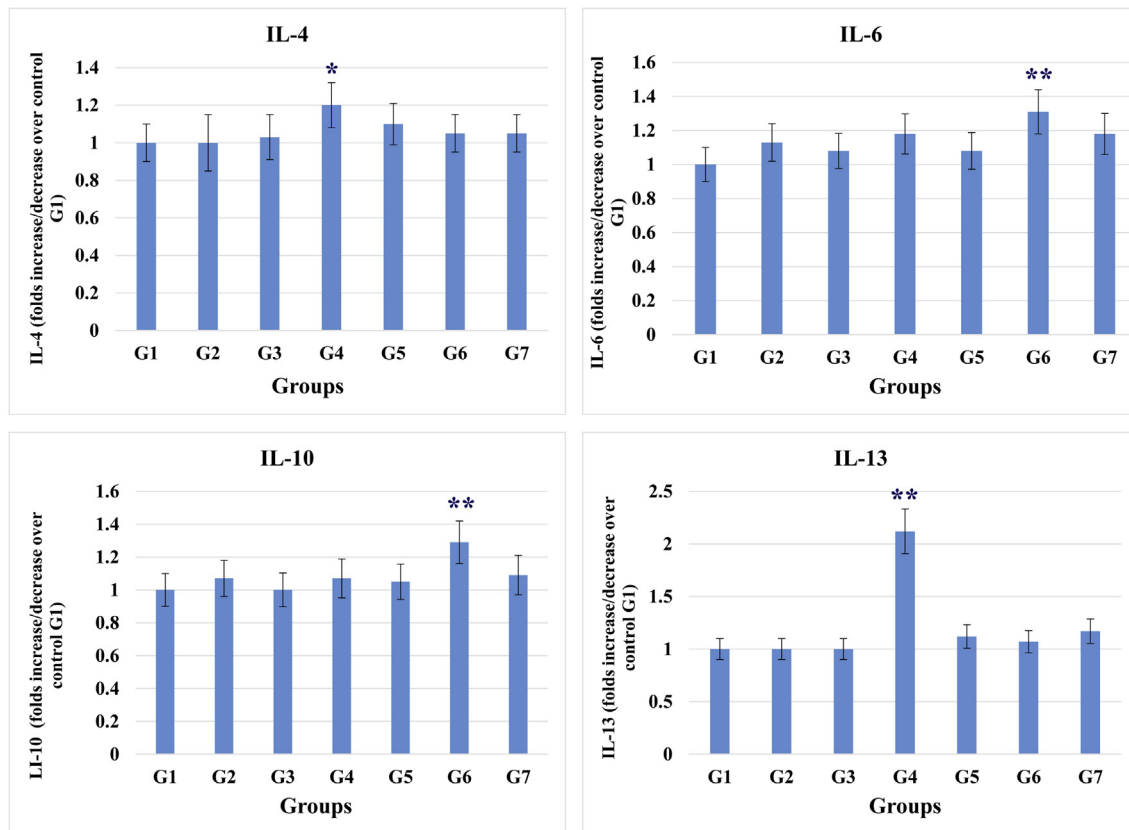 IL-4
IL-4 (folds increase/decrease over control
G1)
1.4
1.2
1
0.8
0.6
0.4
0.2
0
*
G1 G2 G3 G4 G5 G6 G7
Groups
IL-6
IL-6 (folds increase/decrease over control
G1)
1.6
1.4
1.2
1
0.8
0.6
0.4
0.2
0
**
G1 G2 G3 G4 G5 G6 G7
Groups
IL-10
LI-10 (folds increase/decrease over
control G1)
1.6
1.4
1.2
1
0.8
0.6
0.4
0.2
0
**
G1 G2 G3 G4 G5 G6 G7
Groups
IL-13
IL-13 (folds increase/decrease over
control G1)
2.5
2
1.5
1
0.5
0
**
G1 G2 G3 G4 G5 G6 G7
Groups